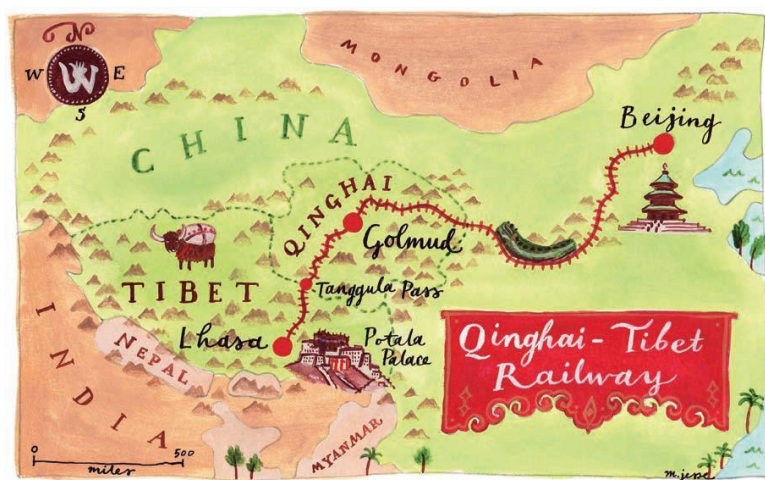 N
W
E
S
MONGOLIA
Beijing
CHINA
QINGHAI
Golmud
TIBET
Tanggula Pass
Lhasa
Potala
Palace
NEPAL
INDIA
MYANMAR
Qinghai-Tibet
Railway
0
500
miles